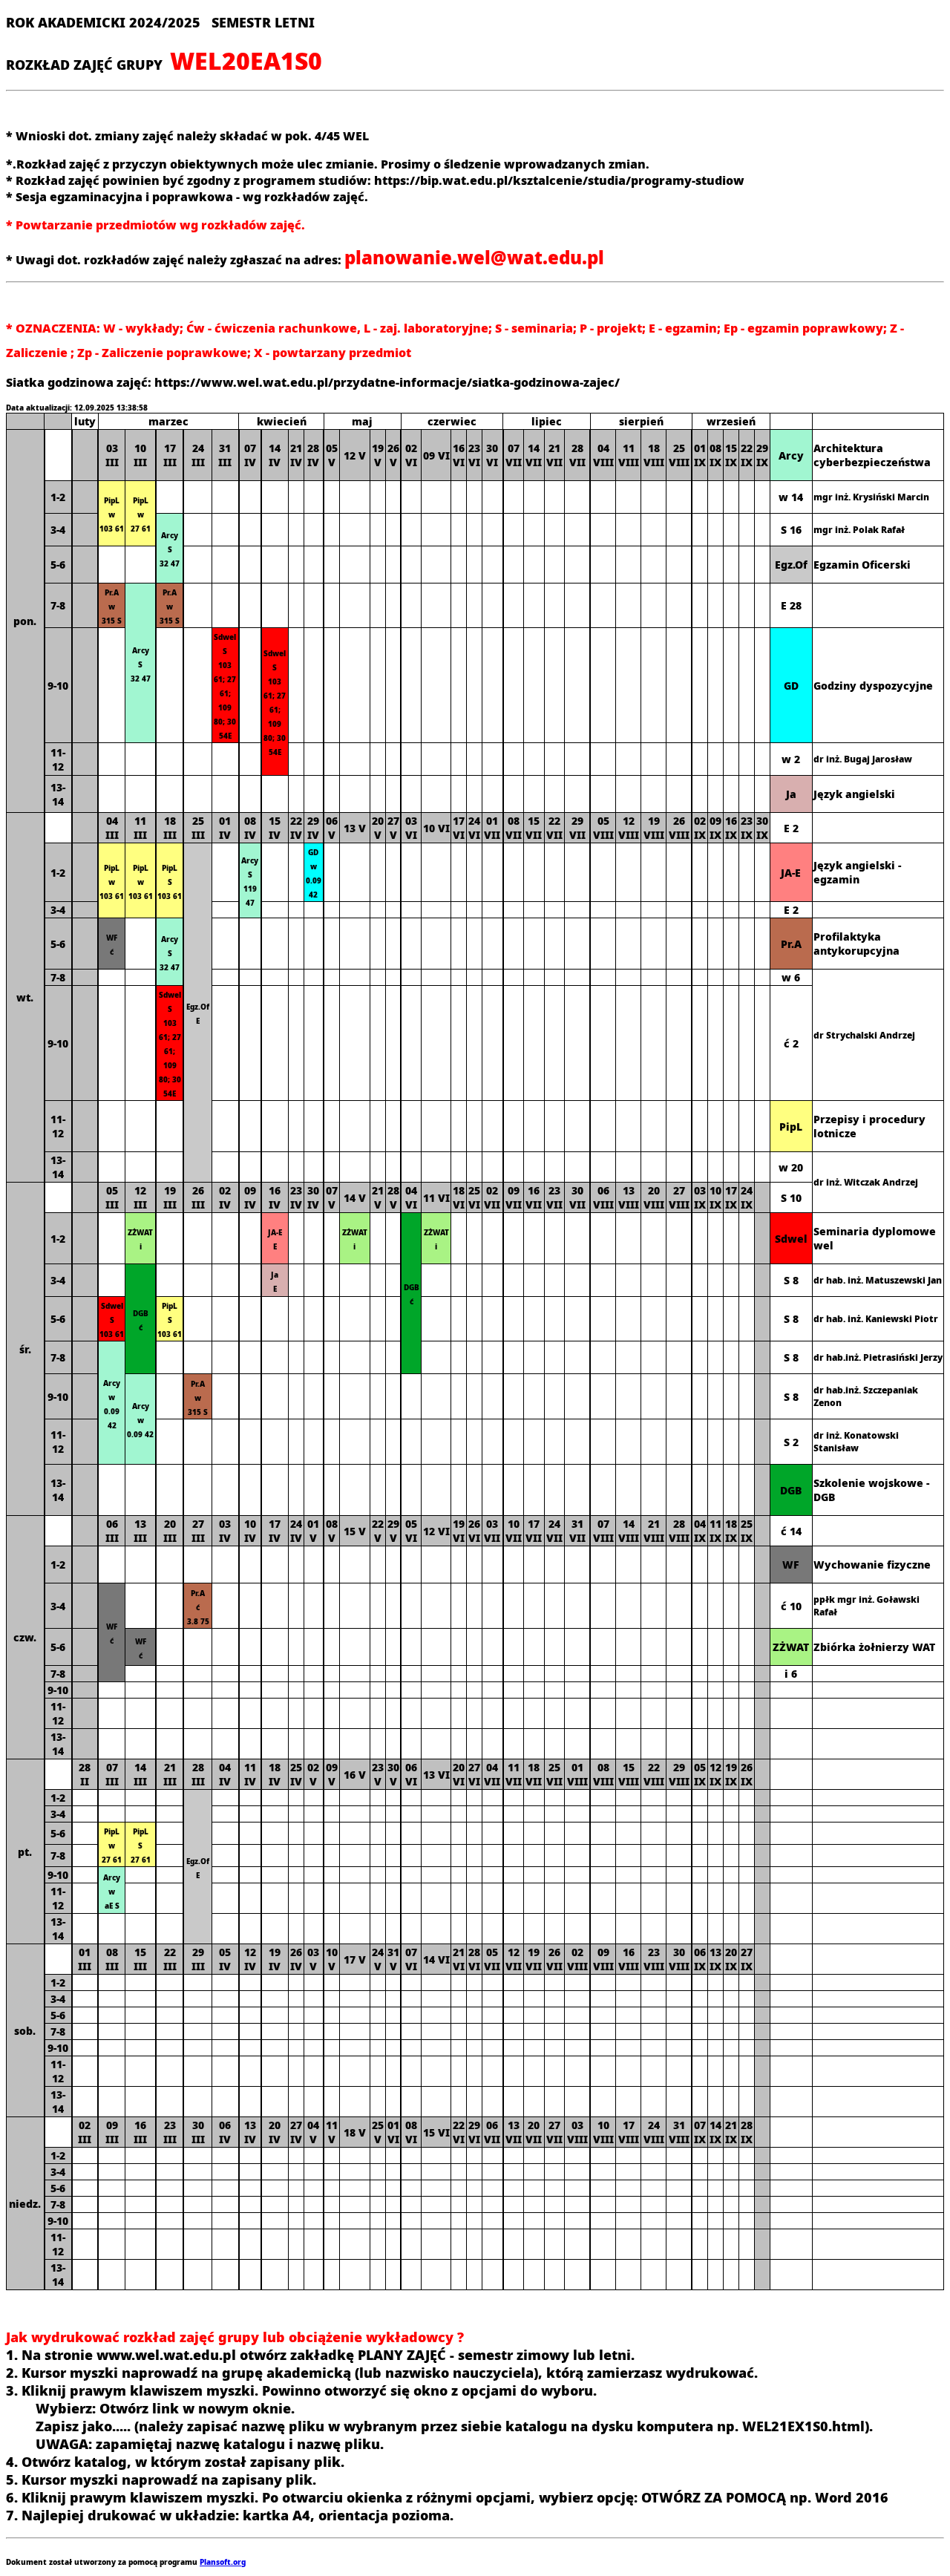 ROK AKADEMICKI 2024/2025 SEMESTR LETNI
ROZKŁAD ZAJĘĆ GRUPY WEL20EA1S0
* Wnioski dot. zmiany zajęć należy składać w pok. 4/45 WEL
*.Rozkład zajęć z przyczyn obiektywnych może ulec zmianie. Prosimy o śledzenie wprowadzanych zmian.
* Rozkład zajęć powinien być zgodny z programem studiów: https://bip.wat.edu.pl/ksztalcenie/studia/programy-studiow
* Sesja egzaminacyjna i poprawkowa - wg rozkładów zajęć.
* Powtarzanie przedmiotów wg rozkładów zajęć.
* Uwagi dot. rozkładów zajęć należy zgłaszać na adres: planowanie.wel@wat.edu.pl
* OZNACZENIA: W - wykłady; Ćw - ćwiczenia rachunkowe, L - zaj. laboratoryjne; S - seminaria; P - projekt; E - egzamin; Ep - egzamin poprawkowy; Z -
Zaliczenie ; Zp - Zaliczenie poprawkowe; X - powtarzany przedmiot
Siatka godzinowa zajęć: https://www.wel.wat.edu.pl/przydatne-informacje/siatka-godzinowa-zajec/
Data aktualizacji: 12.09.2025 13:38:58
luty marzec kwiecień maj czerwiec lipiec sierpień wrzesień
pon. 03 III 10 III 17 III 24 III 31 III 07 IV 14 IV 21 IV 28 IV 05 V 12 V 19 V 26 V 02 VI 09 VI 16 VI 23 VI 30 VI 07 VII 14 VII 21 VII 28 VII 04 VIII 11 VIII 18 VIII 25 VIII 01 IX 08 IX 15 IX 22 IX 29 IX Arcy Architektura cyberbezpieczeństwa
1-2 PipL w 103 61 PipL w 27 61 w 14 mgr inż. Krysiński Marcin
3-4 Arcy S 32 47 S 16 mgr inż. Polak Rafał
5-6 Egz.Of Egzamin Oficerski
7-8 Pr.A w 315 S Arcy S 32 47 Pr.A w 315 S E 28
9-10 Sdwel S 103 61; 27 61; 109 80; 30 54E Sdwel S 103 61; 27 61; 109 80; 30 54E GD Godziny dyspozycyjne
11-12 w 2 dr inż. Bugaj Jarosław
13-14 Ja Język angielski
wt. 04 III 11 III 18 III 25 III 01 IV 08 IV 15 IV 22 IV 29 IV 06 V 13 V 20 V 27 V 03 VI 10 VI 17 VI 24 VI 01 VII 08 VII 15 VII 22 VII 29 VII 05 VIII 12 VIII 19 VIII 26 VIII 02 IX 09 IX 16 IX 23 IX 30 IX E 2
1-2 PipL w 103 61 PipL w 103 61 PipL S 103 61 Egz.Of E Arcy S 119 47 GD w 0.09 42 JA-E Język angielski - egzamin
3-4 E 2
5-6 WF ć Arcy S 32 47 Pr.A Profilaktyka antykorupcyjna
7-8 w 6 dr Strychalski Andrzej
9-10 Sdwel S 103 61; 27 61; 109 80; 30 54E ć 2
11-12 PipL Przepisy i procedury lotnicze
13-14 w 20 dr inż. Witczak Andrzej
śr. 05 III 12 III 19 III 26 III 02 IV 09 IV 16 IV 23 IV 30 IV 07 V 14 V 21 V 28 V 04 VI 11 VI 18 VI 25 VI 02 VII 09 VII 16 VII 23 VII 30 VII 06 VIII 13 VIII 20 VIII 27 VIII 03 IX 10 IX 17 IX 24 IX S 10
1-2 ZŻWAT i JA-E E ZŻWAT i DGB ć ZŻWAT i Sdwel Seminaria dyplomowe wel
3-4 DGB ć Ja E S 8 dr hab. inż. Matuszewski Jan
5-6 Sdwel S 103 61 PipL S 103 61 S 8 dr hab. inż. Kaniewski Piotr
7-8 Arcy w 0.09 42 S 8 dr hab.inż. Pietrasiński Jerzy
9-10 Arcy w 0.09 42 Pr.A w 315 S S 8 dr hab.inż. Szczepaniak Zenon
11-12 S 2 dr inż. Konatowski Stanisław
13-14 DGB Szkolenie wojskowe - DGB
czw. 06 III 13 III 20 III 27 III 03 IV 10 IV 17 IV 24 IV 01 V 08 V 15 V 22 V 29 V 05 VI 12 VI 19 VI 26 VI 03 VII 10 VII 17 VII 24 VII 31 VII 07 VIII 14 VIII 21 VIII 28 VIII 04 IX 11 IX 18 IX 25 IX ć 14
1-2 WF Wychowanie fizyczne
3-4 WF ć Pr.A ć 3.8 75 ć 10 ppłk mgr inż. Goławski Rafał
5-6 WF ć ZŻWAT Zbiórka żołnierzy WAT
7-8 i 6
9-10
11-12
13-14
pt. 28 II 07 III 14 III 21 III 28 III 04 IV 11 IV 18 IV 25 IV 02 V 09 V 16 V 23 V 30 V 06 VI 13 VI 20 VI 27 VI 04 VII 11 VII 18 VII 25 VII 01 VIII 08 VIII 15 VIII 22 VIII 29 VIII 05 IX 12 IX 19 IX 26 IX
1-2 Egz.Of E
3-4
5-6 PipL w 27 61 PipL S 27 61
7-8
9-10 Arcy w aE S
11-12
13-14
sob. 01 III 08 III 15 III 22 III 29 III 05 IV 12 IV 19 IV 26 IV 03 V 10 V 17 V 24 V 31 V 07 VI 14 VI 21 VI 28 VI 05 VII 12 VII 19 VII 26 VII 02 VIII 09 VIII 16 VIII 23 VIII 30 VIII 06 IX 13 IX 20 IX 27 IX
1-2
3-4
5-6
7-8
9-10
11-12
13-14
niedz. 02 III 09 III 16 III 23 III 30 III 06 IV 13 IV 20 IV 27 IV 04 V 11 V 18 V 25 V 01 VI 08 VI 15 VI 22 VI 29 VI 06 VII 13 VII 20 VII 27 VII 03 VIII 10 VIII 17 VIII 24 VIII 31 VIII 07 IX 14 IX 21 IX 28 IX
1-2
3-4
5-6
7-8
9-10
11-12
13-14
Jak wydrukować rozkład zajęć grupy lub obciążenie wykładowcy ?
1. Na stronie www.wel.wat.edu.pl otwórz zakładkę PLANY ZAJĘĆ - semestr zimowy lub letni.
2. Kursor myszki naprowadź na grupę akademicką (lub nazwisko nauczyciela), którą zamierzasz wydrukować.
3. Kliknij prawym klawiszem myszki. Powinno otworzyć się okno z opcjami do wyboru.
Wybierz: Otwórz link w nowym oknie.
Zapisz jako..... (należy zapisać nazwę pliku w wybranym przez siebie katalogu na dysku komputera np. WEL21EX1S0.html).
UWAGA: zapamiętaj nazwę katalogu i nazwę pliku.
4. Otwórz katalog, w którym został zapisany plik.
5. Kursor myszki naprowadź na zapisany plik.
6. Kliknij prawym klawiszem myszki. Po otwarciu okienka z różnymi opcjami, wybierz opcję: OTWÓRZ ZA POMOCĄ np. Word 2016
7. Najlepiej drukować w układzie: kartka A4, orientacja pozioma.
Dokument został utworzony za pomocą programu Plansoft.org